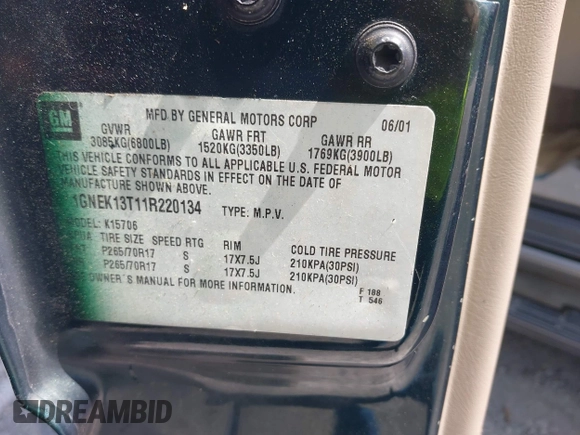 GM
MFD BY GENERAL MOTORS CORP 06/01
GVWR GAWR FRT GAWR RR
3085KG(6800LB) 1520KG(3350LB) 1769KG(3900LB)
THIS VEHICLE CONFORMS TO ALL APPLICABLE U.S. FEDERAL MOTOR
VEHICLE SAFETY STANDARDS IN EFFECT ON THE DATE OF
MANUFACTURE SHOWN ABOVE.
1GNEK13T11R220134 TYPE: M.P.V.
MODEL: K15706
TIRE SIZE SPEED RTG RIM COLD TIRE PRESSURE
P265/70R17 S 17X7.5J 210KPA(30PSI)
P265/70R17 S 17X7.5J 210KPA(30PSI)
OWNER'S MANUAL FOR MORE INFORMATION.
F 188
T 546
DREAMBID